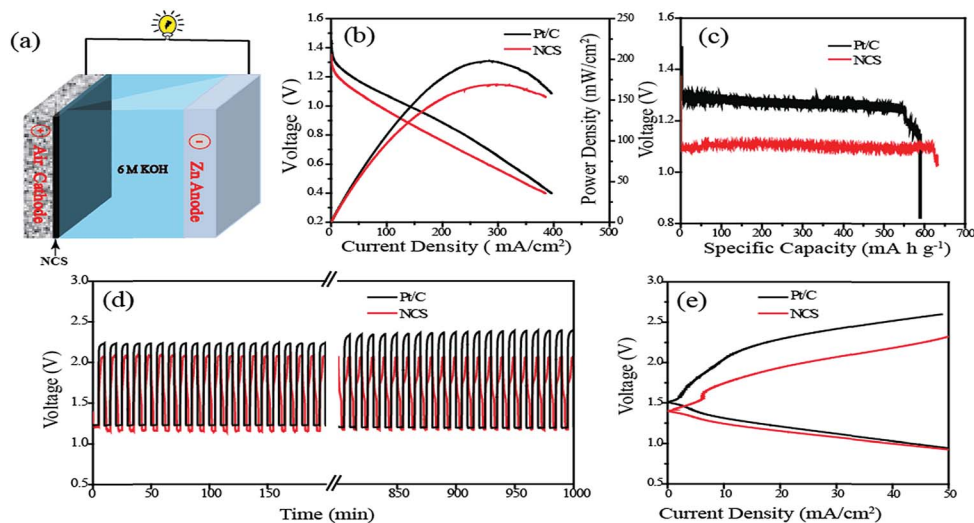 (a)
+
Air Cathode
6 M KOH
-
Zn Anode
NCS
(b)
Pt/C
NCS
1.6
1.4
1.2
1.0
0.8
0.6
0.4
0.2
Voltage (V)
250
200
150
100
50
0
Power Density (mW/cm²)
0 100 200 300 400 500
Current Density ( mA/cm²)
(c)
Pt/C
NCS
1.6
1.4
1.2
1.0
0.8
Voltage (V)
0 100 200 300 400 500 600 700
Specific Capacity (mA h g⁻¹)
(d)
Pt/C
NCS
3.0
2.5
2.0
1.5
1.0
0.5
Voltage (V)
0 50 100 150 850 900 950 1000
Time (min)
(e)
Pt/C
NCS
3.0
2.5
2.0
1.5
1.0
0.5
Voltage (V)
0 10 20 30 40 50
Current Density (mA/cm²)